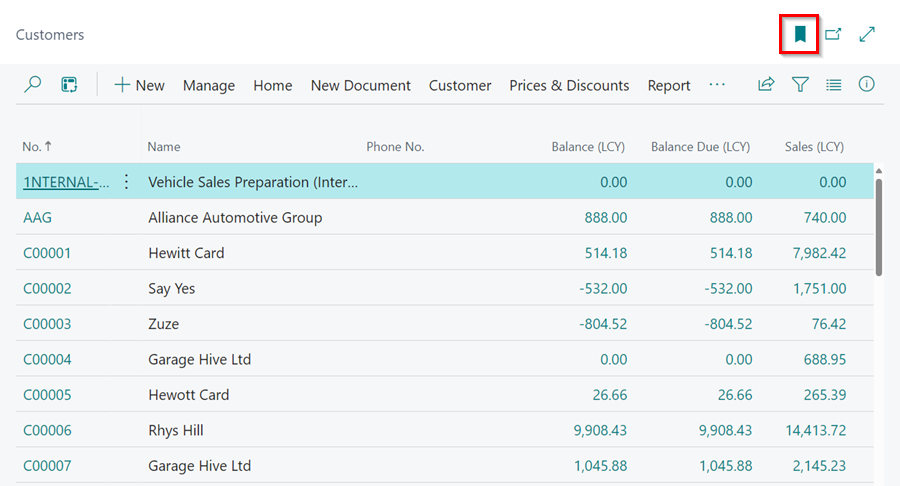 Customers
New Manage Home New Document Customer Prices & Discounts Report ...
No.↑ Name Phone No. Balance (LCY) Balance Due (LCY) Sales (LCY)
1NTERNAL-... Vehicle Sales Preparation (Inter... 0.00 0.00 0.00
AAG Alliance Automotive Group 888.00 888.00 740.00
C00001 Hewitt Card 514.18 514.18 7,982.42
C00002 Say Yes -532.00 -532.00 1,751.00
C00003 Zuze -804.52 -804.52 76.42
C00004 Garage Hive Ltd 0.00 0.00 688.95
C00005 Hewott Card 26.66 26.66 265.39
C00006 Rhys Hill 9,908.43 9,908.43 14,413.72
C00007 Garage Hive Ltd 1,045.88 1,045.88 2,145.23